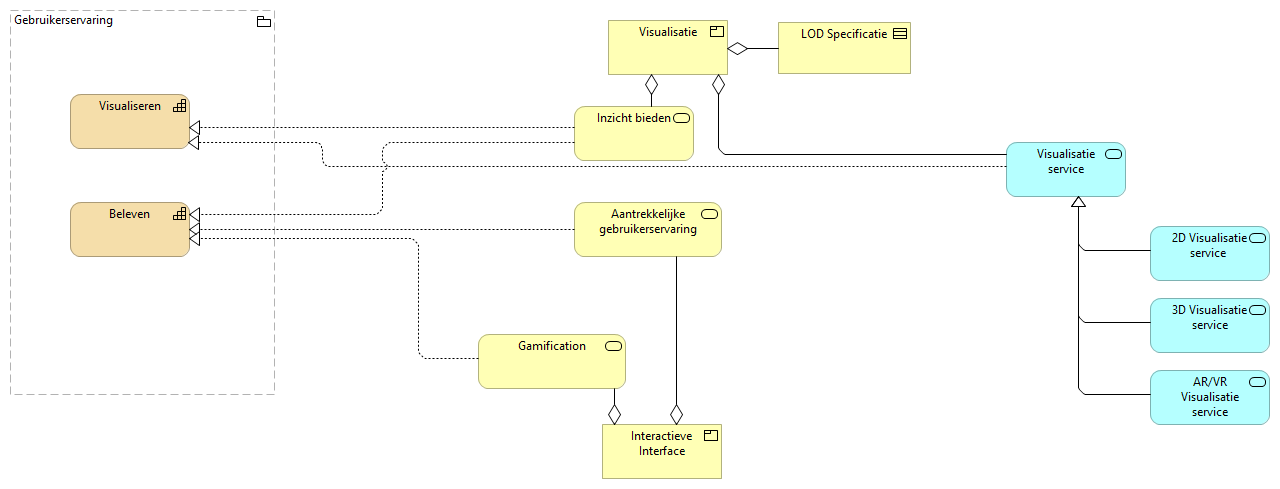 Gebruikerservaring
Visualisatie
LOD Specificatie
Visualiseren
Inzicht bieden
Visualisatie
service
Beleven
Aantrekkelijke
gebruikerservaring
2D Visualisatie
service
3D Visualisatie
service
Gamification
AR/VR
Visualisatie
service
Interactieve
Interface